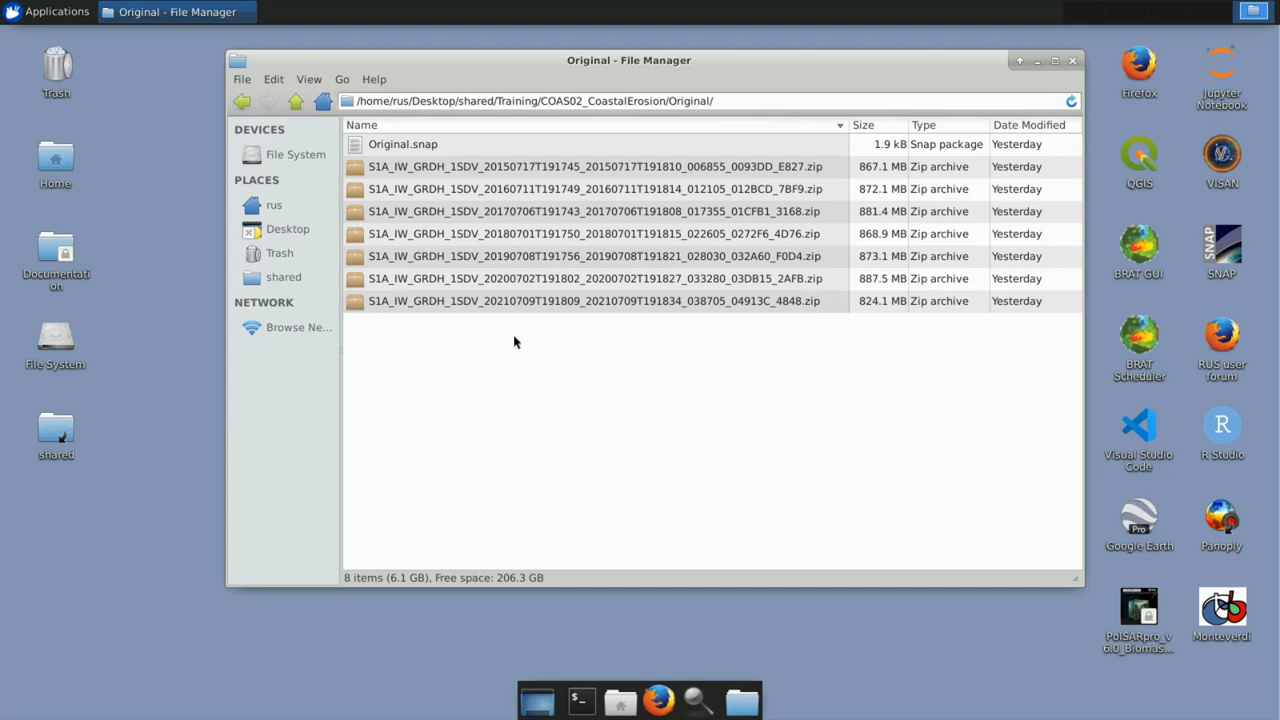 Applications
Original - File Manager
Original - File Manager
File Edit View Go Help
/home/rus/Desktop/shared/Training/COAS02_CoastalErosion/Original/
DEVICES
File System
PLACES
rus
Desktop
Trash
shared
NETWORK
Browse Ne...
Name Size Type Date Modified
Original.snap 1.9 kB Snap package Yesterday
S1A_IW_GRDH_1SDV_20150717T191745_20150717T191810_006855_0093DD_E827.zip 867.1 MB Zip archive Yesterday
S1A_IW_GRDH_1SDV_20160711T191749_20160711T191814_012105_012BCD_7BF9.zip 872.1 MB Zip archive Yesterday
S1A_IW_GRDH_1SDV_20170706T191743_20170706T191808_017355_01CFB1_3168.zip 881.4 MB Zip archive Yesterday
S1A_IW_GRDH_1SDV_20180701T191750_20180701T191815_022605_0272F6_4D76.zip 868.9 MB Zip archive Yesterday
S1A_IW_GRDH_1SDV_20190708T191756_20190708T191821_028030_032A60_F0D4.zip 873.1 MB Zip archive Yesterday
S1A_IW_GRDH_1SDV_20200702T191802_20200702T191827_033280_03DB15_2AFB.zip 887.5 MB Zip archive Yesterday
S1A_IW_GRDH_1SDV_20210709T191809_20210709T191834_038705_04913C_4848.zip 824.1 MB Zip archive Yesterday
8 items (6.1 GB), Free space: 206.3 GB
Trash
Home
Documentati
on
File System
shared
Firefox
Jupyter
Notebook
QGIS
VISAN
BRAT GUI
SNAP
SNAP
BRAT
Scheduler
RUS user
forum
Visual Studio
Code
R
R Studio
Pro
Google Earth
Panoply
PolSARpro_v
6.0_Biomas...
Monteverdi
$_